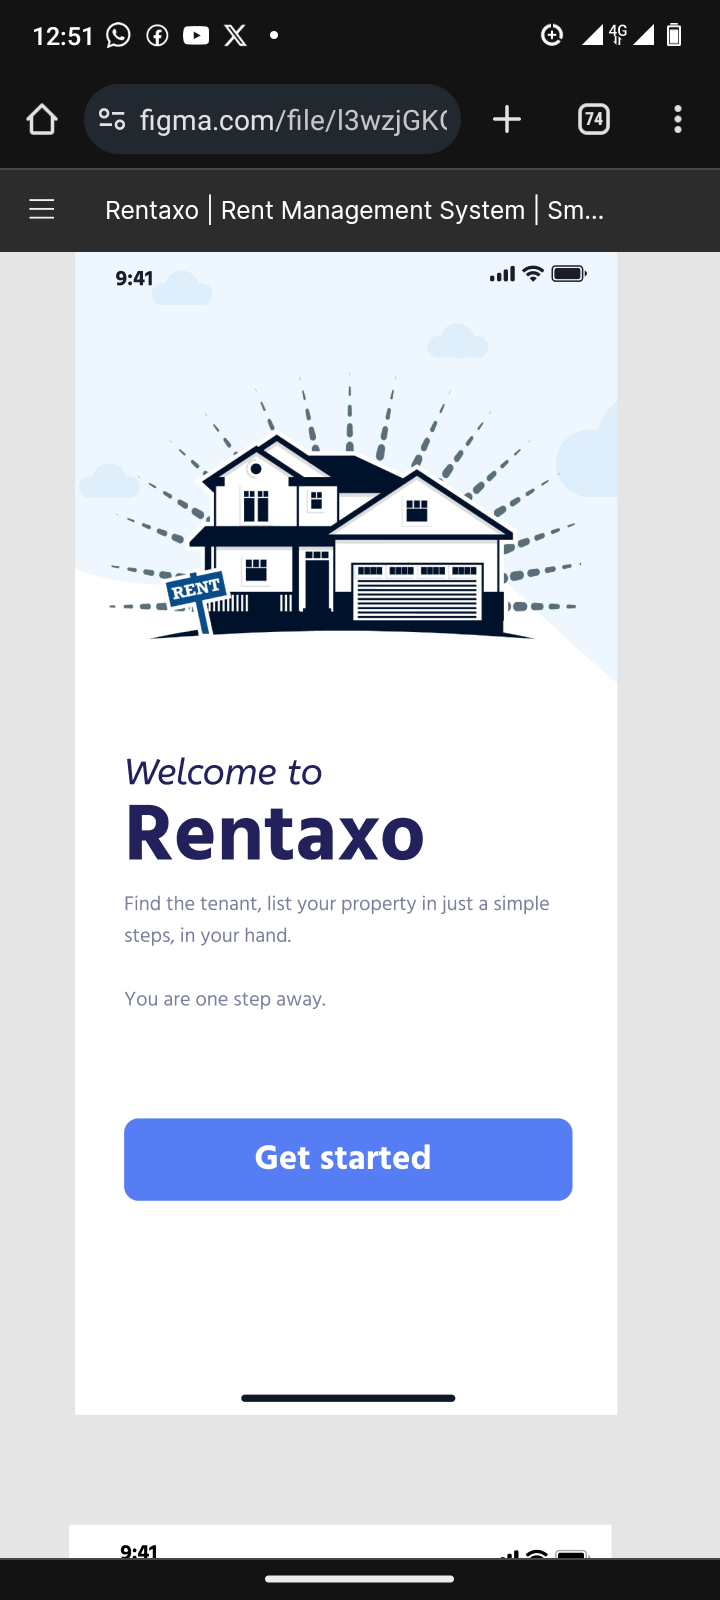 12:51
4G
figma.com/file/l3wzjGK
74
Rentaxo | Rent Management System | Sm...
9:41
RENT
Welcome to
Rentaxo
Find the tenant, list your property in just a simple
steps, in your hand.
You are one step away.
Get started
9:41